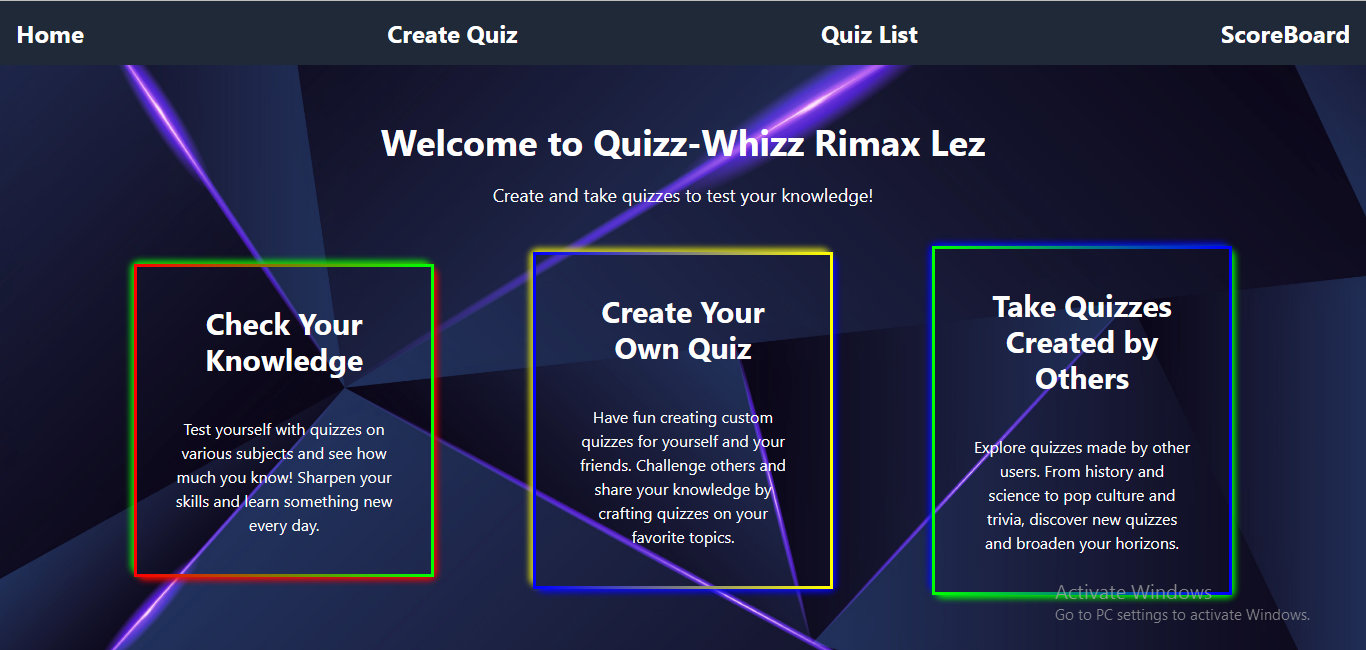 Home Create Quiz Quiz List ScoreBoard
Welcome to Quizz-Whizz Rimax Lez
Create and take quizzes to test your knowledge!
Check Your
Knowledge
Test yourself with quizzes on
various subjects and see how
much you know! Sharpen your
skills and learn something new
every day.
Create Your
Own Quiz
Have fun creating custom
quizzes for yourself and your
friends. Challenge others and
share your knowledge by
crafting quizzes on your
favorite topics.
Take Quizzes
Created by
Others
Explore quizzes made by other
users. From history and
science to pop culture and
trivia, discover new quizzes
and broaden your horizons.
Activate Windows
Go to PC settings to activate Windows.